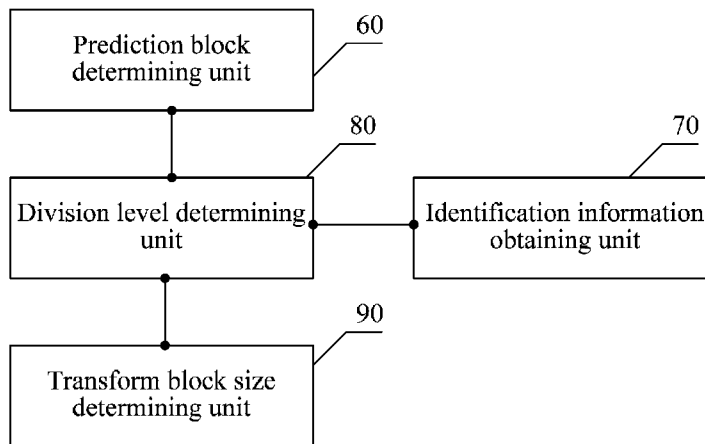 Prediction block
determining unit
60
80
70
Division level determining
unit
Identification information
obtaining unit
90
Transform block size
determining unit